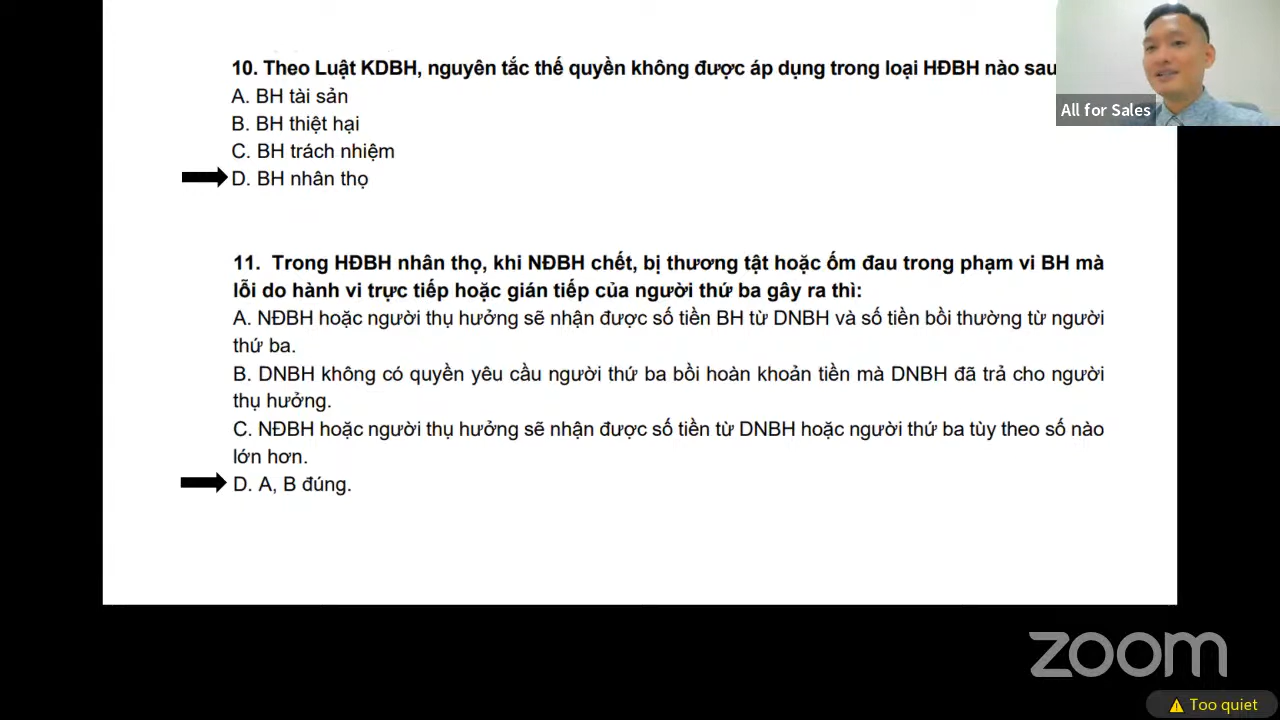 10. Theo Luật KDBH, nguyên tắc thế quyền không được áp dụng trong loại HĐBH nào sau
All for Sales
A. BH tài sản
B. BH thiệt hại
C. BH trách nhiệm
D. BH nhân thọ
11. Trong HĐBH nhân thọ, khi NĐBH chết, bị thương tật hoặc ốm đau trong phạm vi BH mà
lỗi do hành vi trực tiếp hoặc gián tiếp của người thứ ba gây ra thì:
A. NĐBH hoặc người thụ hưởng sẽ nhận được số tiền BH từ DNBH và số tiền bồi thường từ người
thứ ba.
B. DNBH không có quyền yêu cầu người thứ ba bồi hoàn khoản tiền mà DNBH đã trả cho người
thụ hưởng.
C. NĐBH hoặc người thụ hưởng sẽ nhận được số tiền từ DNBH hoặc người thứ ba tùy theo số nào
lớn hơn.
D. A, B đúng.
zoom
Too quiet